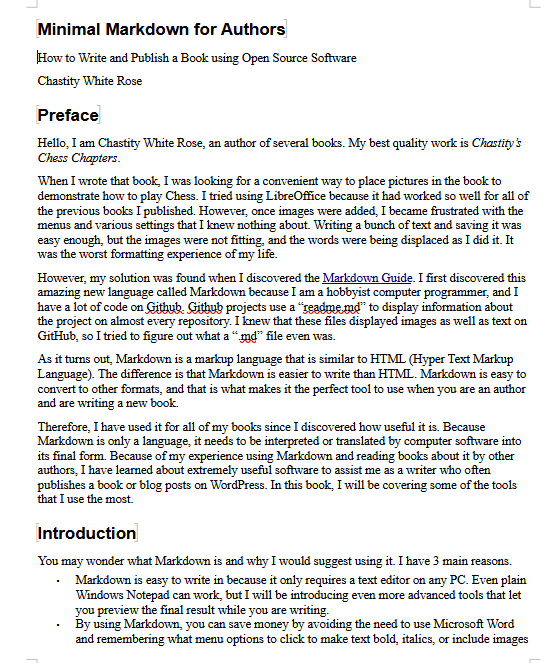 Minimal Markdown for Authors
How to Write and Publish a Book using Open Source Software
Chastity White Rose
Preface
Hello, I am Chastity White Rose, an author of several books. My best quality work is Chastity's
Chess Chapters.
When I wrote that book, I was looking for a convenient way to place pictures in the book to
demonstrate how to play Chess. I tried using LibreOffice because it had worked so well for all of
the previous books I published. However, once images were added, I became frustrated with the
menus and various settings that I knew nothing about. Writing a bunch of text and saving it was
easy enough, but the images were not fitting, and the words were being displaced as I did it. It
was the worst formatting experience of my life.
However, my solution was found when I discovered the Markdown Guide. I first discovered this
amazing new language called Markdown because I am a hobbyist computer programmer, and I
have a lot of code on Github. Github projects use a “readme.md” to display information about
the project on almost every repository. I knew that these files displayed images as well as text on
GitHub, so I tried to figure out what a “.md” file even was.
As it turns out, Markdown is a markup language that is similar to HTML (Hyper Text Markup
Language). The difference is that Markdown is easier to write than HTML. Markdown is easy to
convert to other formats, and that is what makes it the perfect tool to use when you are an author
and are writing a new book.
Therefore, I have used it for all of my books since I discovered how useful it is. Because
Markdown is only a language, it needs to be interpreted or translated by computer software into
its final form. Because of my experience using Markdown and reading books about it by other
authors, I have learned about extremely useful software to assist me as a writer who often
publishes a book or blog posts on WordPress. In this book, I will be covering some of the tools
that I use the most.
Introduction
You may wonder what Markdown is and why I would suggest using it. I have 3 main reasons.
• Markdown is easy to write in because it only requires a text editor on any PC. Even plain
Windows Notepad can work, but I will be introducing even more advanced tools that let
you preview the final result while you are writing.
• By using Markdown, you can save money by avoiding the need to use Microsoft Word
and remembering what menu options to click to make text bold, italics, or include images